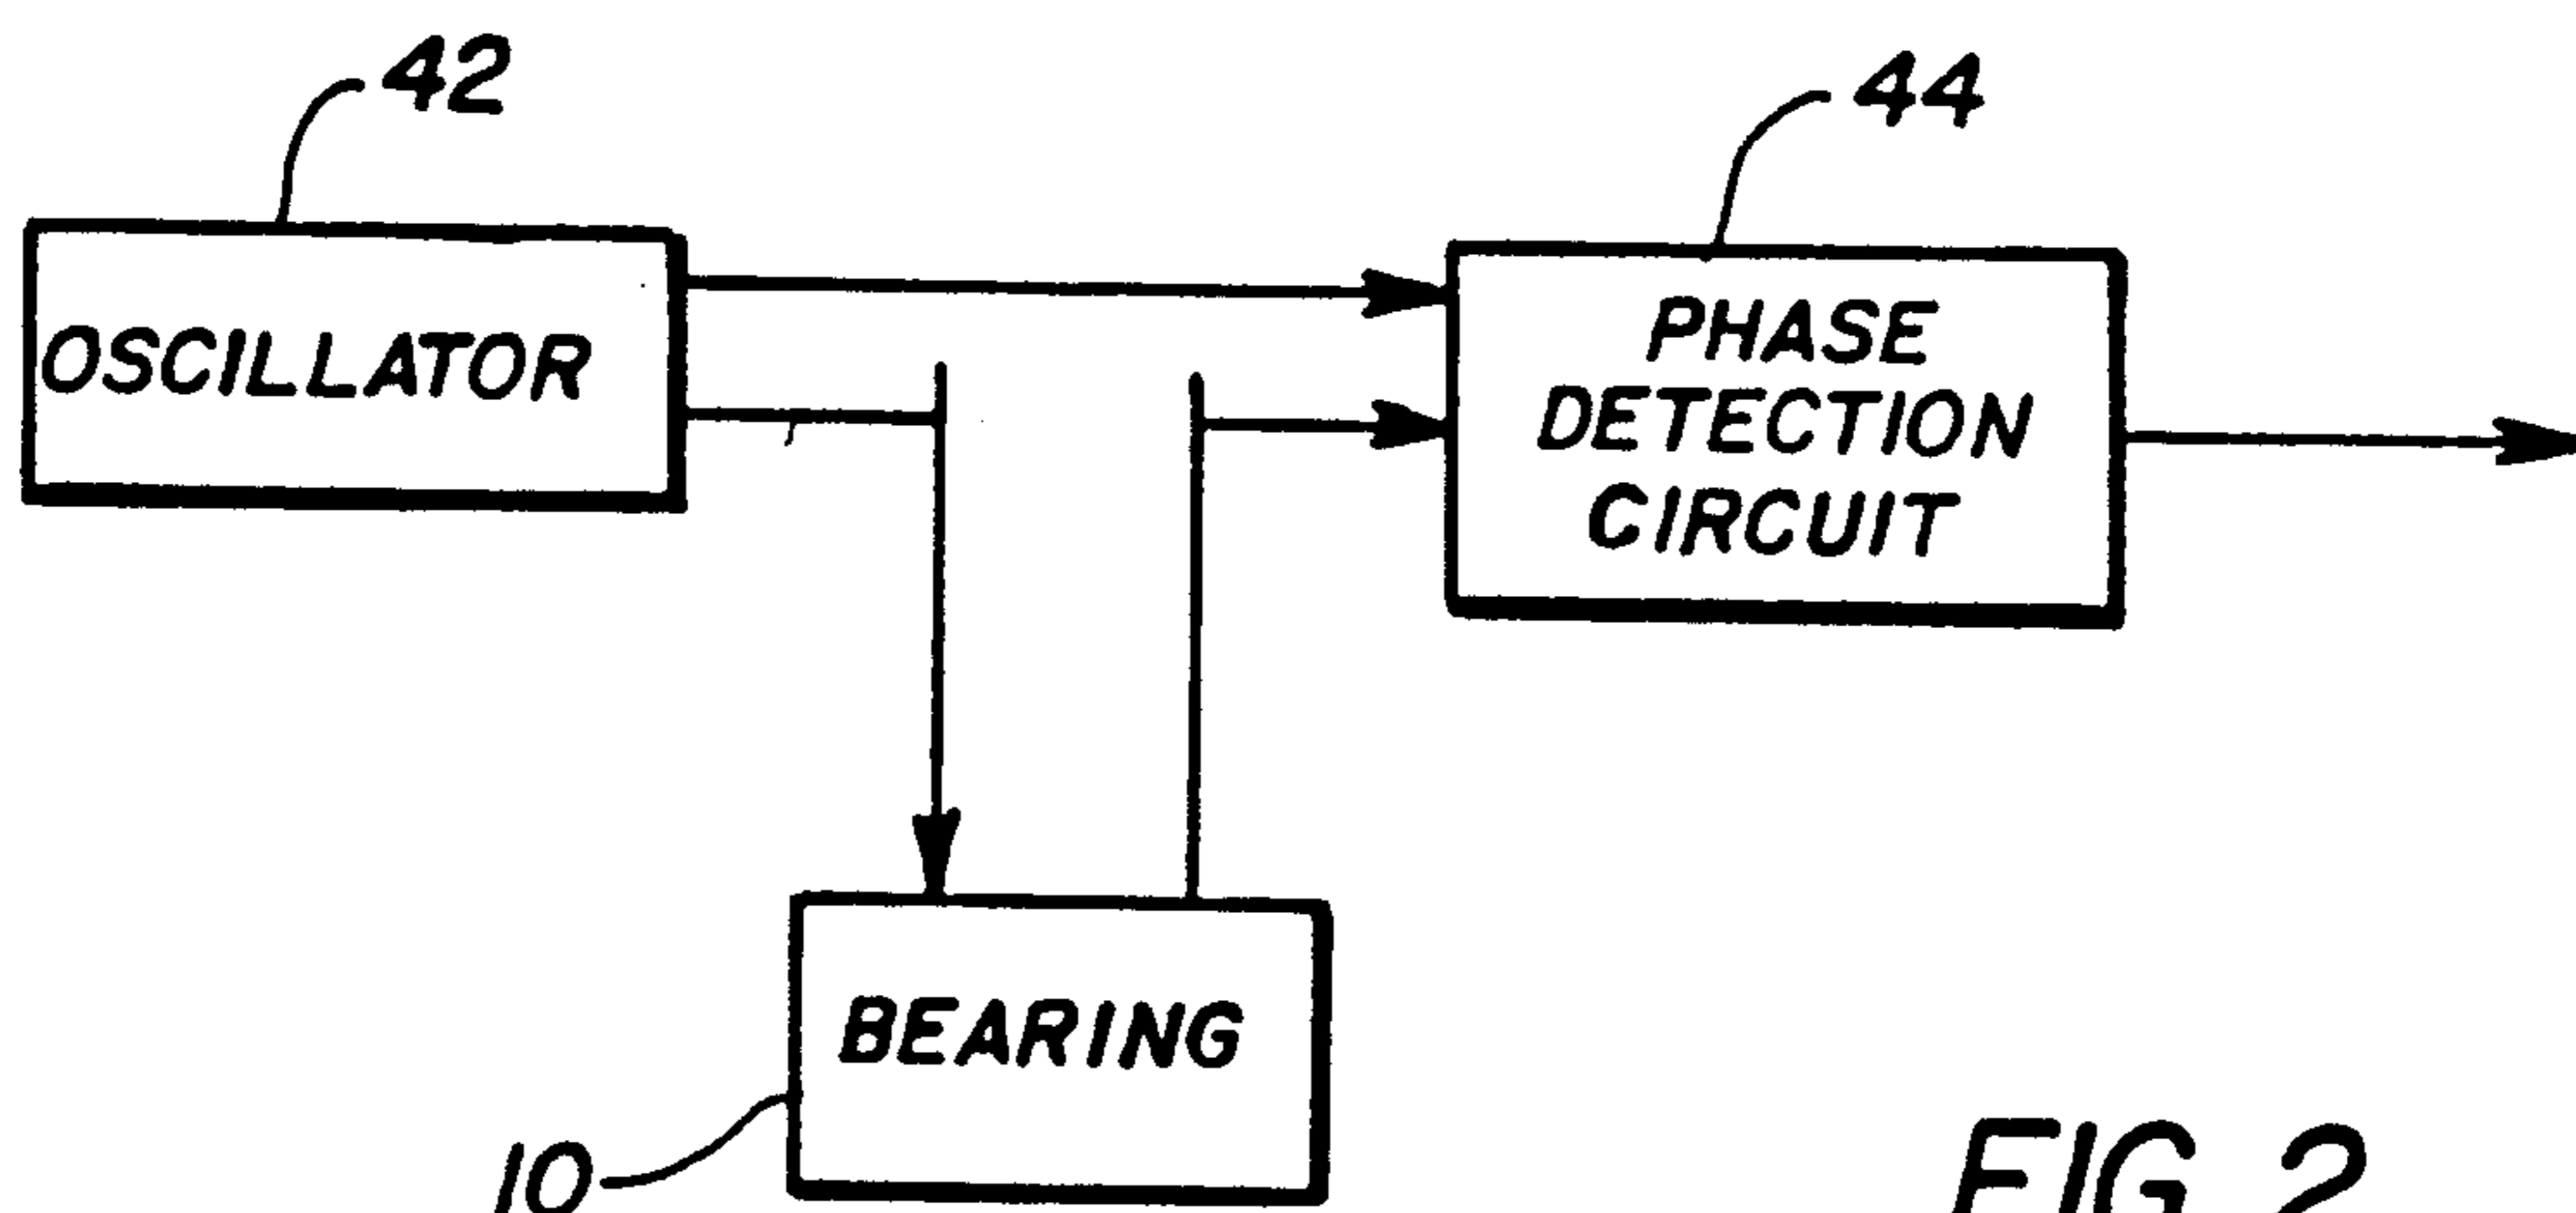 42
44
OSCILLATOR
PHASE
DETECTION
CIRCUIT
BEARING
10
FIG. 2